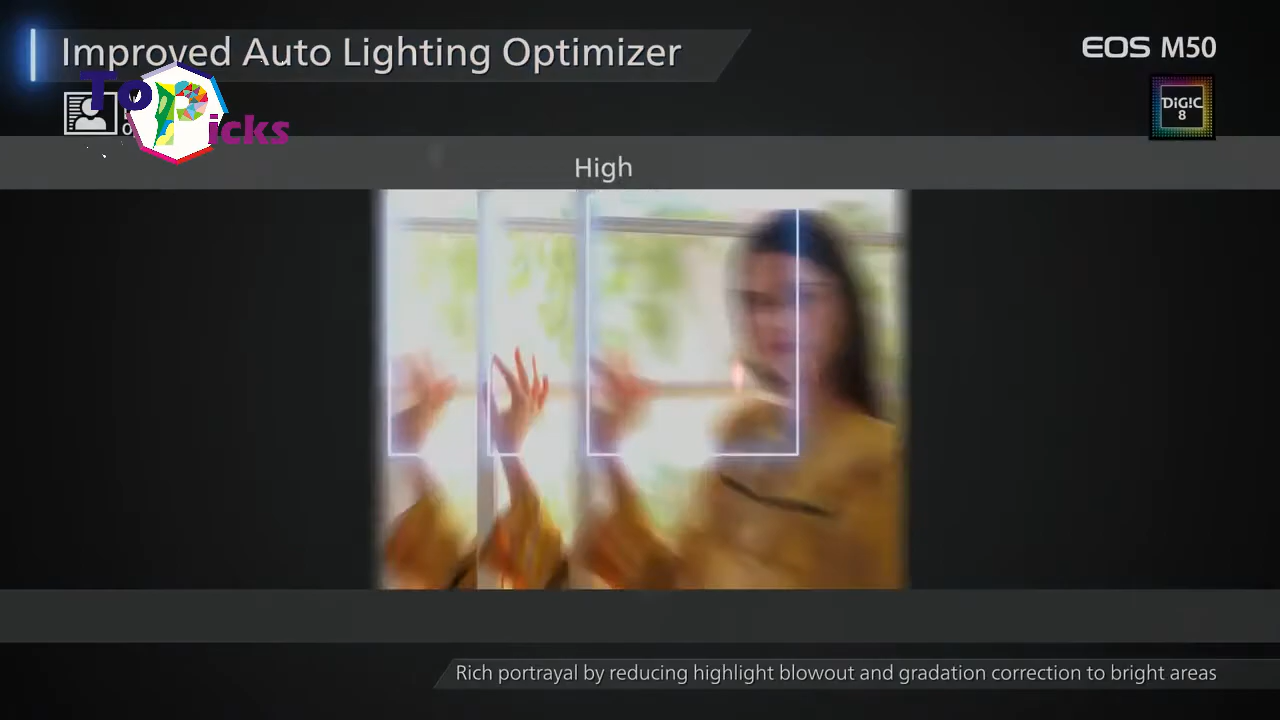 Improved Auto Lighting Optimizer
EOS M50
ToPicks
DIGIC
8
High
Rich portrayal by reducing highlight blowout and gradation correction to bright areas